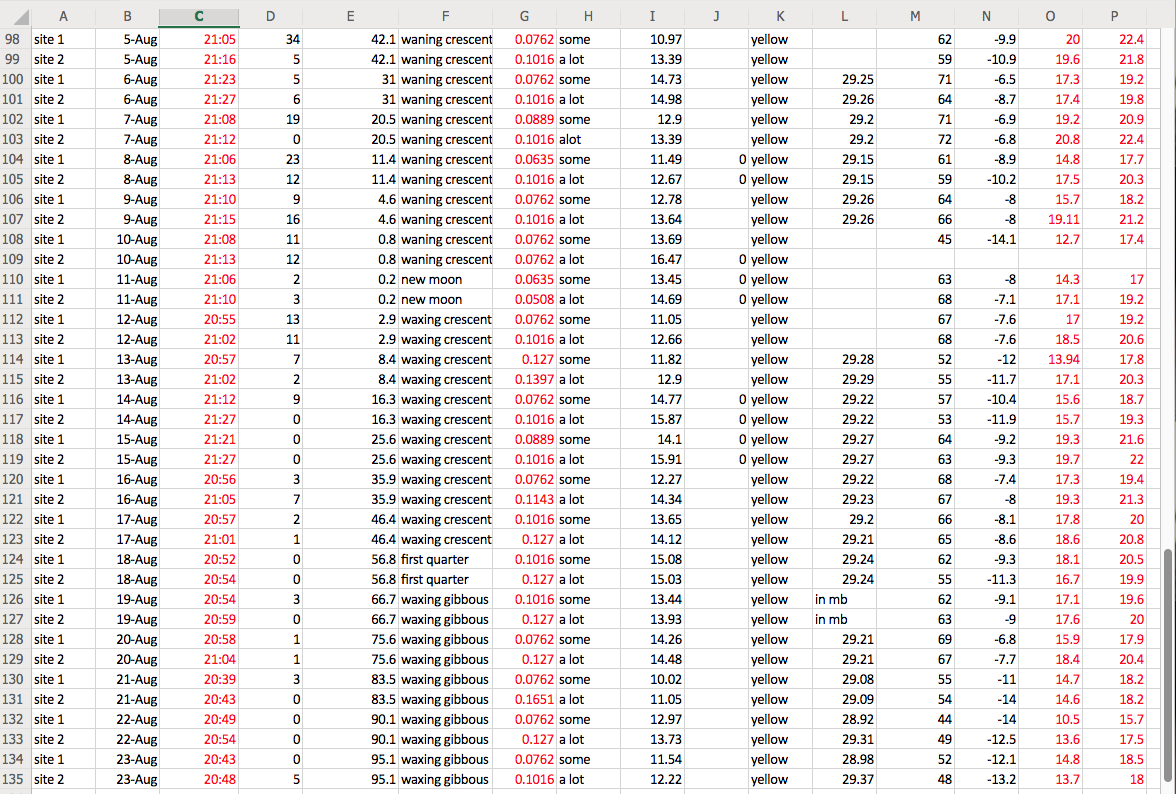 A B C D E F G H I J K L M N O P
98 site 1 5-Aug 21:05 34 42.1 waning crescent 0.0762 some 10.97 yellow 62 -9.9 20 22.4
99 site 2 5-Aug 21:16 5 42.1 waning crescent 0.1016 a lot 13.39 yellow 59 -10.9 19.6 21.8
100 site 1 6-Aug 21:23 5 31 waning crescent 0.0762 some 14.73 yellow 29.25 71 -6.5 17.3 19.2
101 site 2 6-Aug 21:27 6 31 waning crescent 0.1016 a lot 14.98 yellow 29.26 64 -8.7 17.4 19.8
102 site 1 7-Aug 21:08 19 20.5 waning crescent 0.0889 some 12.9 yellow 29.2 71 -6.9 19.2 20.9
103 site 2 7-Aug 21:12 0 20.5 waning crescent 0.1016 alot 13.39 yellow 29.2 72 -6.8 20.8 22.4
104 site 1 8-Aug 21:06 23 11.4 waning crescent 0.0635 some 11.49 0 yellow 29.15 61 -8.9 14.8 17.7
105 site 2 8-Aug 21:13 12 11.4 waning crescent 0.1016 a lot 12.67 0 yellow 29.15 59 -10.2 17.5 20.3
106 site 1 9-Aug 21:10 9 4.6 waning crescent 0.0762 some 12.78 yellow 29.26 64 -8 15.7 18.2
107 site 2 9-Aug 21:15 16 4.6 waning crescent 0.1016 a lot 13.64 yellow 29.26 66 -8 19.11 21.2
108 site 1 10-Aug 21:08 11 0.8 waning crescent 0.0762 some 13.69 yellow 45 -14.1 12.7 17.4
109 site 2 10-Aug 21:13 12 0.8 waning crescent 0.0762 a lot 16.47 0 yellow
110 site 1 11-Aug 21:06 2 0.2 new moon 0.0635 some 13.45 0 yellow 63 -8 14.3 17
111 site 2 11-Aug 21:10 3 0.2 new moon 0.0508 a lot 14.69 0 yellow 68 -7.1 17.1 19.2
112 site 1 12-Aug 20:55 13 2.9 waxing crescent 0.0762 some 11.05 yellow 67 -7.6 17 19.2
113 site 2 12-Aug 21:02 11 2.9 waxing crescent 0.1016 a lot 12.66 yellow 68 -7.6 18.5 20.6
114 site 1 13-Aug 20:57 7 8.4 waxing crescent 0.127 some 11.82 yellow 29.28 52 -12 13.94 17.8
115 site 2 13-Aug 21:02 2 8.4 waxing crescent 0.1397 a lot 12.9 yellow 29.29 55 -11.7 17.1 20.3
116 site 1 14-Aug 21:12 9 16.3 waxing crescent 0.0762 some 14.77 0 yellow 29.22 57 -10.4 15.6 18.7
117 site 2 14-Aug 21:27 0 16.3 waxing crescent 0.1016 a lot 15.87 0 yellow 29.22 53 -11.9 15.7 19.3
118 site 1 15-Aug 21:21 0 25.6 waxing crescent 0.0889 some 14.1 0 yellow 29.27 64 -9.2 19.3 21.6
119 site 2 15-Aug 21:27 0 25.6 waxing crescent 0.1016 a lot 15.91 0 yellow 29.27 63 -9.3 19.7 22
120 site 1 16-Aug 20:56 3 35.9 waxing crescent 0.0762 some 12.27 yellow 29.22 68 -7.4 17.3 19.4
121 site 2 16-Aug 21:05 7 35.9 waxing crescent 0.1143 a lot 14.34 yellow 29.23 67 -8 19.3 21.3
122 site 1 17-Aug 20:57 2 46.4 waxing crescent 0.1016 some 13.65 yellow 29.2 66 -8.1 17.8 20
123 site 2 17-Aug 21:01 1 46.4 waxing crescent 0.127 a lot 14.12 yellow 29.21 65 -8.6 18.6 20.8
124 site 1 18-Aug 20:52 0 56.8 first quarter 0.1016 some 15.08 yellow 29.24 62 -9.3 18.1 20.5
125 site 2 18-Aug 20:54 0 56.8 first quarter 0.127 a lot 15.03 yellow 29.24 55 -11.3 16.7 19.9
126 site 1 19-Aug 20:54 3 66.7 waxing gibbous 0.1016 some 13.44 yellow in mb 62 -9.1 17.1 19.6
127 site 2 19-Aug 20:59 0 66.7 waxing gibbous 0.127 a lot 13.93 yellow in mb 63 -9 17.6 20
128 site 1 20-Aug 20:58 1 75.6 waxing gibbous 0.0762 some 14.26 yellow 29.21 69 -6.8 15.9 17.9
129 site 2 20-Aug 21:04 1 75.6 waxing gibbous 0.127 a lot 14.48 yellow 29.21 67 -7.7 18.4 20.4
130 site 1 21-Aug 20:39 3 83.5 waxing gibbous 0.0762 some 10.02 yellow 29.08 55 -11 14.7 18.2
131 site 2 21-Aug 20:43 0 83.5 waxing gibbous 0.1651 a lot 11.05 yellow 29.09 54 -14 14.6 18.2
132 site 1 22-Aug 20:49 0 90.1 waxing gibbous 0.0762 some 12.97 yellow 28.92 44 -14 10.5 15.7
133 site 2 22-Aug 20:54 0 90.1 waxing gibbous 0.127 a lot 13.73 yellow 29.31 49 -12.5 13.6 17.5
134 site 1 23-Aug 20:43 0 95.1 waxing gibbous 0.0762 some 11.54 yellow 28.98 52 -12.1 14.8 18.5
135 site 2 23-Aug 20:48 5 95.1 waxing gibbous 0.1016 a lot 12.22 yellow 29.37 48 -13.2 13.7 18